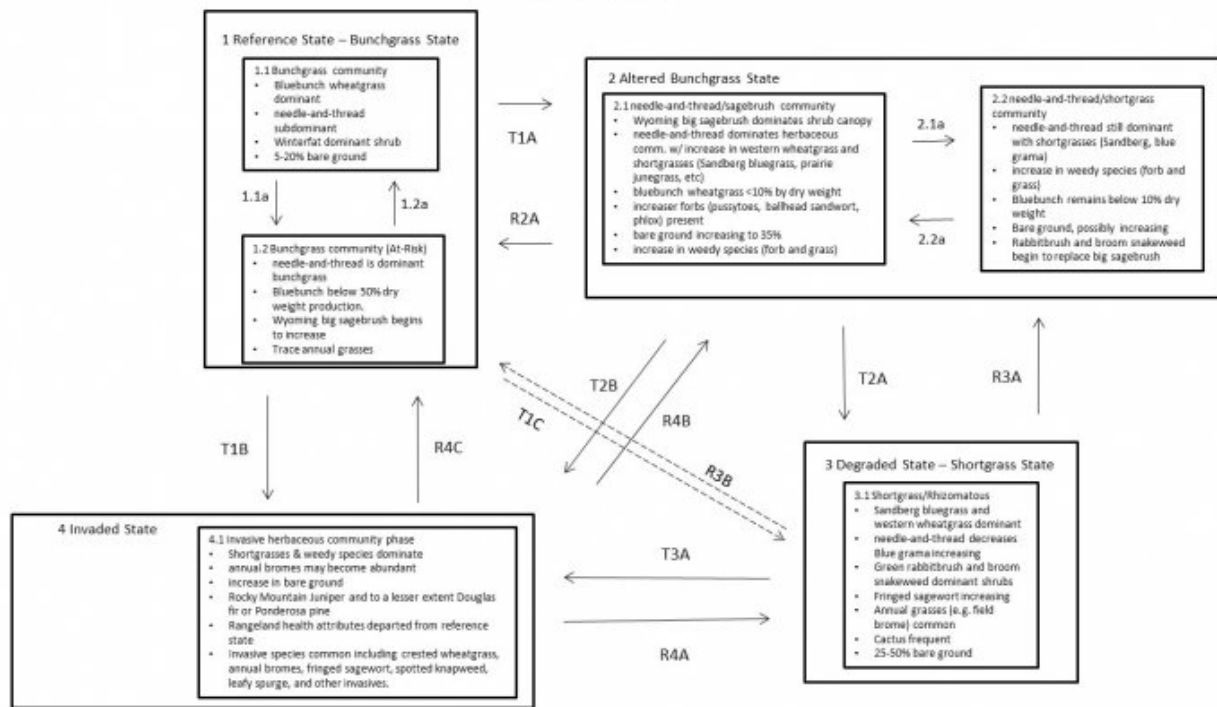 1 Reference State – Bunchgrass State
1.1 Bunchgrass community
• Bluebunch wheatgrass
dominant
• needle-and-thread
subdominant
• Winterfat dominant shrub
• 5-20% bare ground
1.1a
1.2a
1.2 Bunchgrass community (At-Risk)
• needle-and-thread is dominant
bunchgrass
• Bluebunch below 50% dry
weight production.
• Wyoming big sagebrush begins
to increase
• Trace annual grasses
T1A
R2A
2 Altered Bunchgrass State
2.1 needle-and-thread/sagebrush community
• Wyoming big sagebrush dominates shrub canopy
• needle-and-thread dominates herbaceous
comm. w/ increase in western wheatgrass and
shortgrasses (Sandberg bluegrass, prairie
junegrass, etc)
• bluebunch wheatgrass <10% by dry weight
• increaser forbs (pussytoes, ballhead sandwort,
phlox) present
• bare ground increasing to 35%
• increase in weedy species (forb and grass)
2.1a
2.2a
2.2 needle-and-thread/shortgrass
community
• needle-and-thread still dominant
with shortgrasses (Sandberg, blue
grama)
• increase in weedy species (forb and
grass)
• Bluebunch remains below 10% dry
weight
• Bare ground, possibly increasing
• Rabbitbrush and broom snakeweed
begin to replace big sagebrush
T1B
R4C
T2B
T1C
R4B
R3B
T2A
R3A
4 Invaded State
4.1 Invasive herbaceous community phase
• Shortgrasses & weedy species dominate
• annual bromes may become abundant
• increase in bare ground
• Rocky Mountain Juniper and to a lesser extent Douglas
fir or Ponderosa pine
• Rangeland health attributes departed from reference
state
• Invasive species common including crested wheatgrass,
annual bromes, fringed sagewort, spotted knapweed,
leafy spurge, and other invasives.
T3A
R4A
3 Degraded State – Shortgrass State
3.1 Shortgrass/Rhizomatous
• Sandberg bluegrass and
western wheatgrass dominant
• needle-and-thread decreases
Blue grama increasing
• Green rabbitbrush and broom
snakeweed dominant shrubs
• Fringed sagewort increasing
• Annual grasses (e.g. field
brome) common
• Cactus frequent
• 25-50% bare ground